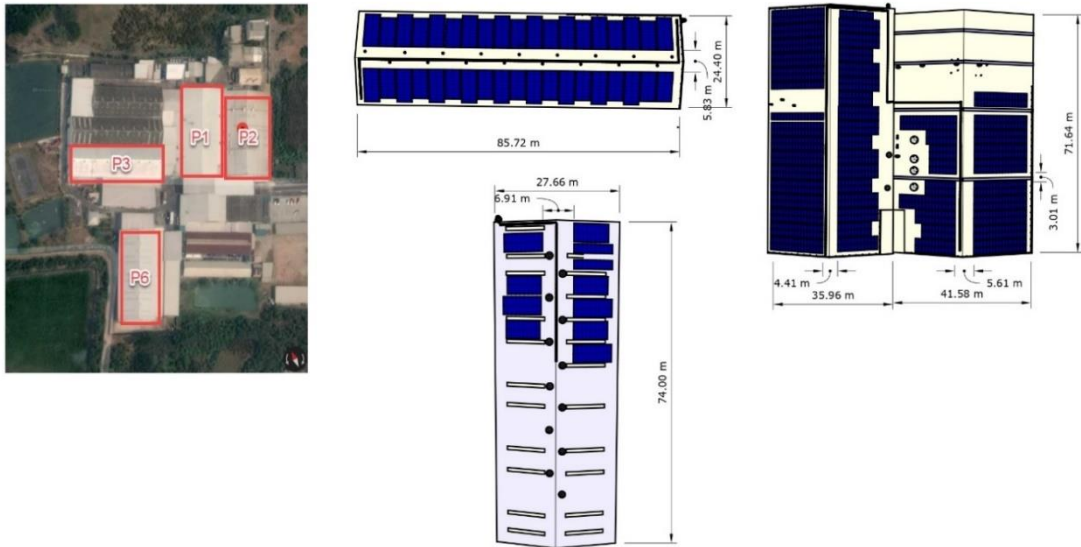 P1
P2
P3
P6
24.40 m
5.83 m
85.72 m
27.66 m
6.91 m
74.00 m
71.64 m
3.01 m
4.41 m
5.61 m
35.96 m
41.58 m